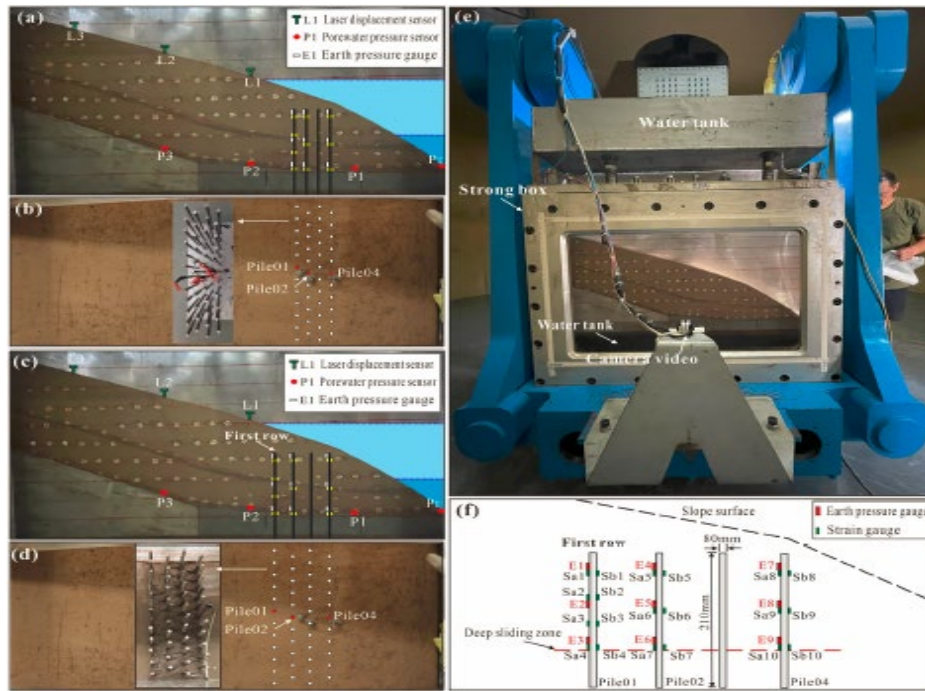 (a)
L1 Laser displacement sensor
P1 Porewater pressure sensor
E1 Earth pressure gauge
L3
L2
L1
P3
P2
P1
(b)
Pile01
Pile02
Pile04
(c)
L1 Laser displacement sensor
P1 Porewater pressure sensor
E1 Earth pressure gauge
L2
L1
First row
P3
P2
P1
(d)
Pile01
Pile02
Pile04
(e)
Water tank
Strong box
Water tank
Camera video
(f)
Slope surface
Earth pressure gauge
Strain gauge
First row
80mm
210mm
E1 E4 E7
Sa1 Sb1 Sa5 Sb5 Sa8 Sb8
Sa2 Sb2
E2 E5 E8
Sa3 Sb3 Sa6 Sb6 Sa9 Sb9
E3 E6 E9
Deep sliding zone
Sa4 Sb4 Sa7 Sb7 Sa10 Sb10
Pile01 Pile02 Pile04